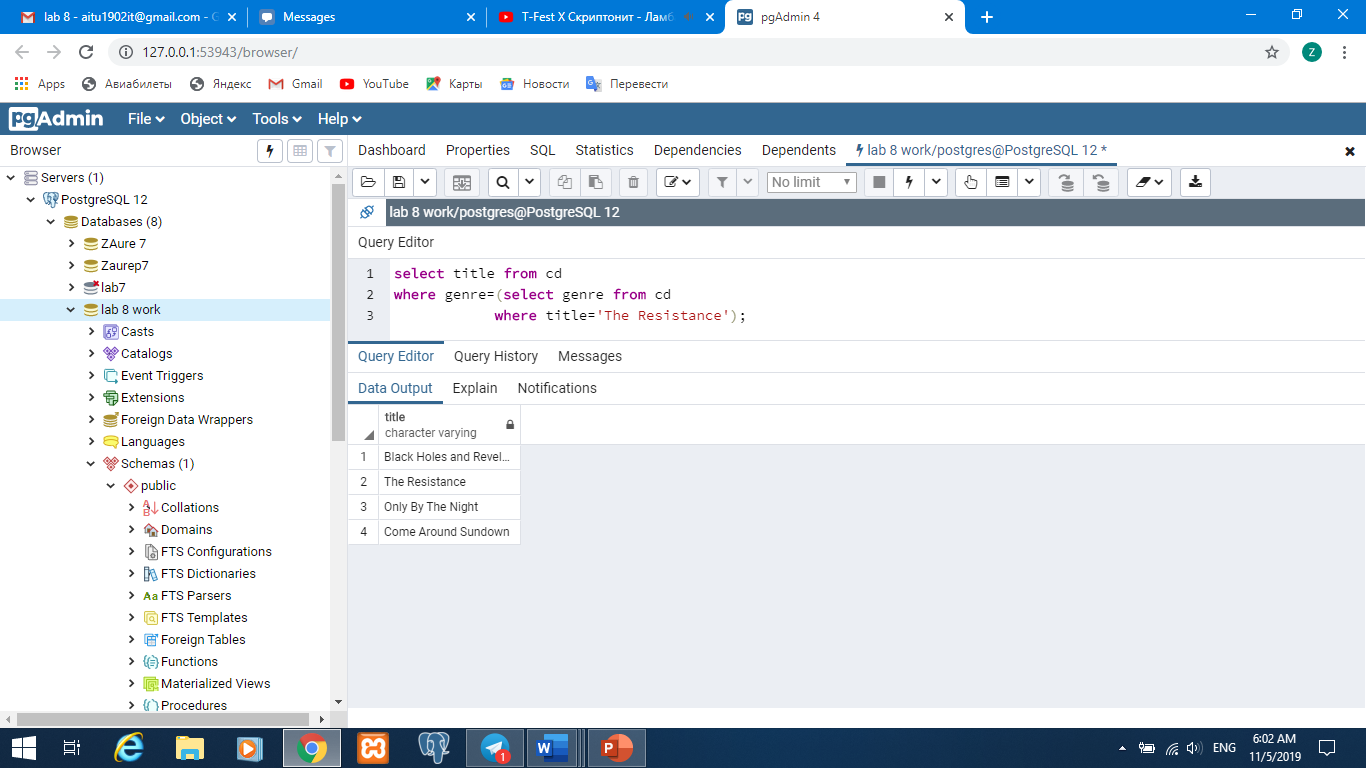 lab 8 - aitu1902it@gmail.com - G
Messages
T-Fest X Скриптонит - Ламб
pgAdmin 4
127.0.0.1:53943/browser/
Z
Apps
Авиабилеты
Яндекс
Gmail
YouTube
Карты
Новости
Перевести
pgAdmin
File
Object
Tools
Help
Browser
Dashboard
Properties
SQL
Statistics
Dependencies
Dependents
lab 8 work/postgres@PostgreSQL 12 *
No limit
lab 8 work/postgres@PostgreSQL 12
Query Editor
1 select title from cd
2 where genre=(select genre from cd
3 where title='The Resistance');
Query Editor
Query History
Messages
Data Output
Explain
Notifications
title
character varying
1 Black Holes and Revel...
2 The Resistance
3 Only By The Night
4 Come Around Sundown
Servers (1)
PostgreSQL 12
Databases (8)
ZAure 7
Zaurep7
lab7
lab 8 work
Casts
Catalogs
Event Triggers
Extensions
Foreign Data Wrappers
Languages
Schemas (1)
public
Collations
Domains
FTS Configurations
FTS Dictionaries
FTS Parsers
FTS Templates
Foreign Tables
Functions
Materialized Views
Procedures
1
ENG
6:02 AM
11/5/2019